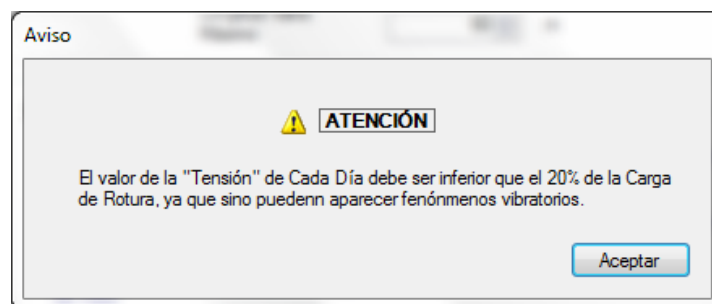 Aviso
ATENCIÓN
El valor de la "Tensión" de Cada Día debe ser inferior que el 20% de la Carga
de Rotura, ya que sino puedenn aparecer fenónmenos vibratorios.
Aceptar